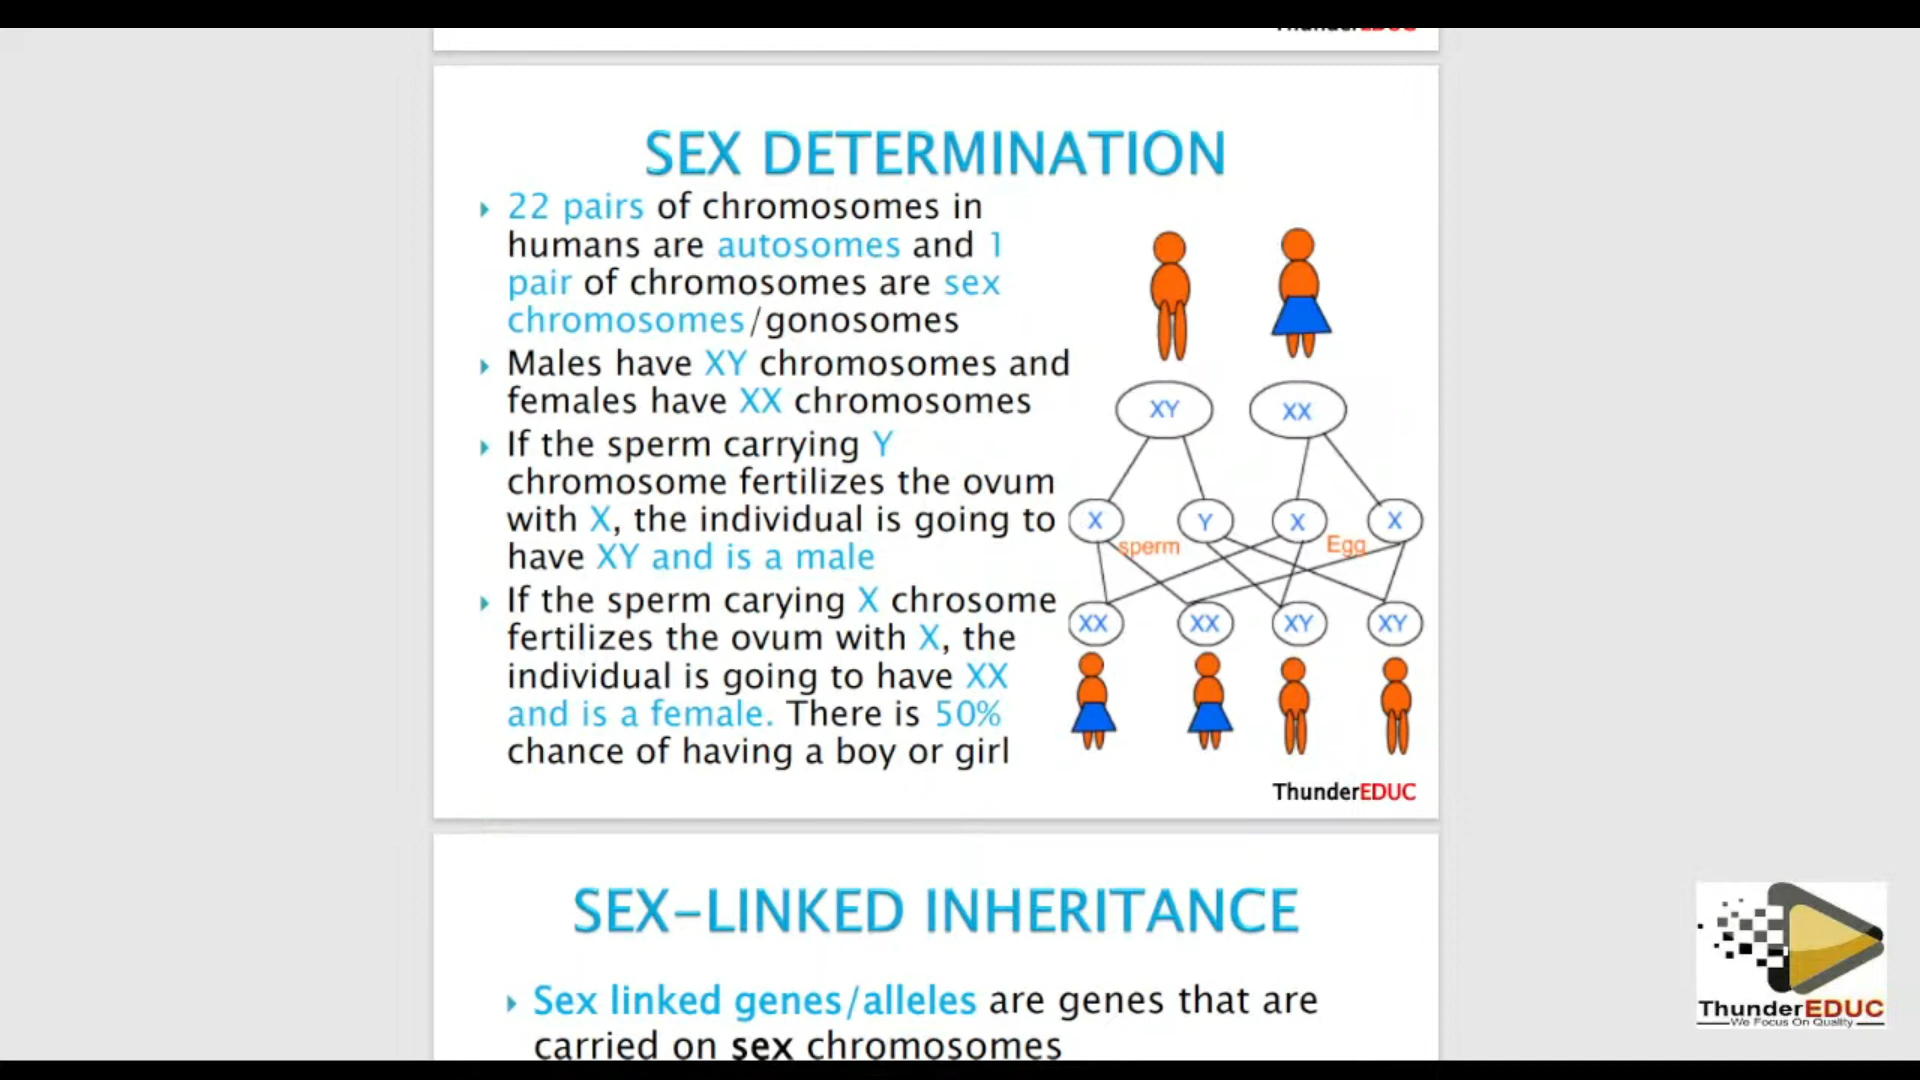 SEX DETERMINATION
22 pairs of chromosomes in
humans are autosomes and 1
pair of chromosomes are sex
chromosomes/gonosomes
Males have XY chromosomes and
females have XX chromosomes
If the sperm carrying Y
chromosome fertilizes the ovum
with X, the individual is going to
have XY and is a male
If the sperm carying X chrosome
fertilizes the ovum with X, the
individual is going to have XX
and is a female. There is 50%
chance of having a boy or girl
XY XX
X Y X X
sperm Egg
XX XX XY XY
ThunderEDUC
SEX-LINKED INHERITANCE
Sex linked genes/alleles are genes that are
carried on sex chromosomes
ThunderEDUC
We Focus On Quality